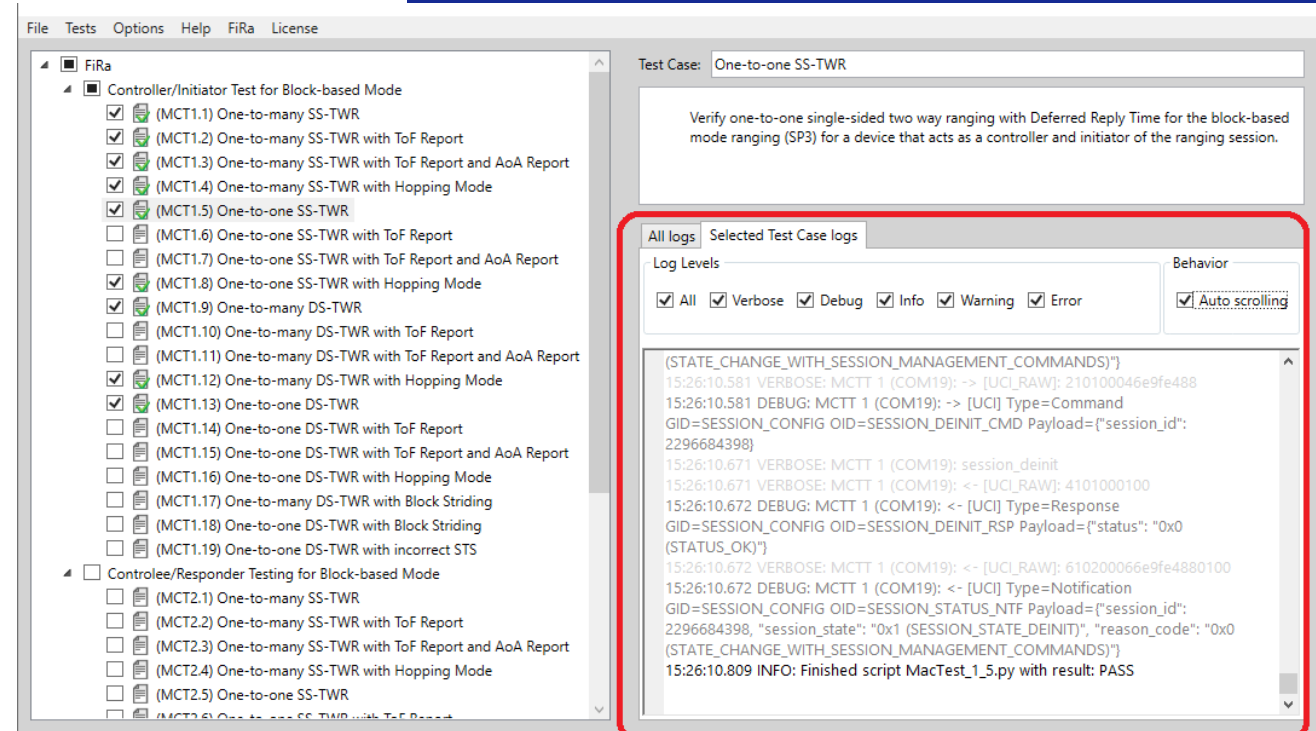 File Tests Options Help FiRa License
FiRa
Controller/Initiator Test for Block-based Mode
(MCT1.1) One-to-many SS-TWR
(MCT1.2) One-to-many SS-TWR with ToF Report
(MCT1.3) One-to-many SS-TWR with ToF Report and AoA Report
(MCT1.4) One-to-many SS-TWR with Hopping Mode
(MCT1.5) One-to-one SS-TWR
(MCT1.6) One-to-one SS-TWR with ToF Report
(MCT1.7) One-to-one SS-TWR with ToF Report and AoA Report
(MCT1.8) One-to-one SS-TWR with Hopping Mode
(MCT1.9) One-to-many DS-TWR
(MCT1.10) One-to-many DS-TWR with ToF Report
(MCT1.11) One-to-many DS-TWR with ToF Report and AoA Report
(MCT1.12) One-to-many DS-TWR with Hopping Mode
(MCT1.13) One-to-one DS-TWR
(MCT1.14) One-to-one DS-TWR with ToF Report
(MCT1.15) One-to-one DS-TWR with ToF Report and AoA Report
(MCT1.16) One-to-one DS-TWR with Hopping Mode
(MCT1.17) One-to-many DS-TWR with Block Striding
(MCT1.18) One-to-one DS-TWR with Block Striding
(MCT1.19) One-to-one DS-TWR with incorrect STS
Controlee/Responder Testing for Block-based Mode
(MCT2.1) One-to-many SS-TWR
(MCT2.2) One-to-many SS-TWR with ToF Report
(MCT2.3) One-to-many SS-TWR with ToF Report and AoA Report
(MCT2.4) One-to-many SS-TWR with Hopping Mode
(MCT2.5) One-to-one SS-TWR
(MCT2.6) One-to-one SS-TWR with ToF Report
Test Case: One-to-one SS-TWR
Verify one-to-one single-sided two way ranging with Deferred Reply Time for the block-based
mode ranging (SP3) for a device that acts as a controller and initiator of the ranging session.
All logs Selected Test Case logs
Log Levels Behavior
All Verbose Debug Info Warning Error Auto scrolling
(STATE_CHANGE_WITH_SESSION_MANAGEMENT_COMMANDS)"}
15:26:10.581 VERBOSE: MCTT 1 (COM19): -> [UCI_RAW]: 210100046e9fe488
15:26:10.581 DEBUG: MCTT 1 (COM19): -> [UCI] Type=Command
GID=SESSION_CONFIG OID=SESSION_DEINIT_CMD Payload={"session_id":
2296684398}
15:26:10.671 VERBOSE: MCTT 1 (COM19): session_deinit
15:26:10.671 VERBOSE: MCTT 1 (COM19): <- [UCI_RAW]: 4101000100
15:26:10.672 DEBUG: MCTT 1 (COM19): <- [UCI] Type=Response
GID=SESSION_CONFIG OID=SESSION_DEINIT_RSP Payload={"status": "0x0
(STATUS_OK)"}
15:26:10.672 VERBOSE: MCTT 1 (COM19): <- [UCI_RAW]: 610200066e9fe4880100
15:26:10.672 DEBUG: MCTT 1 (COM19): <- [UCI] Type=Notification
GID=SESSION_CONFIG OID=SESSION_STATUS_NTF Payload={"session_id":
2296684398, "session_state": "0x1 (SESSION_STATE_DEINIT)", "reason_code": "0x0
(STATE_CHANGE_WITH_SESSION_MANAGEMENT_COMMANDS)"}
15:26:10.809 INFO: Finished script MacTest_1_5.py with result: PASS